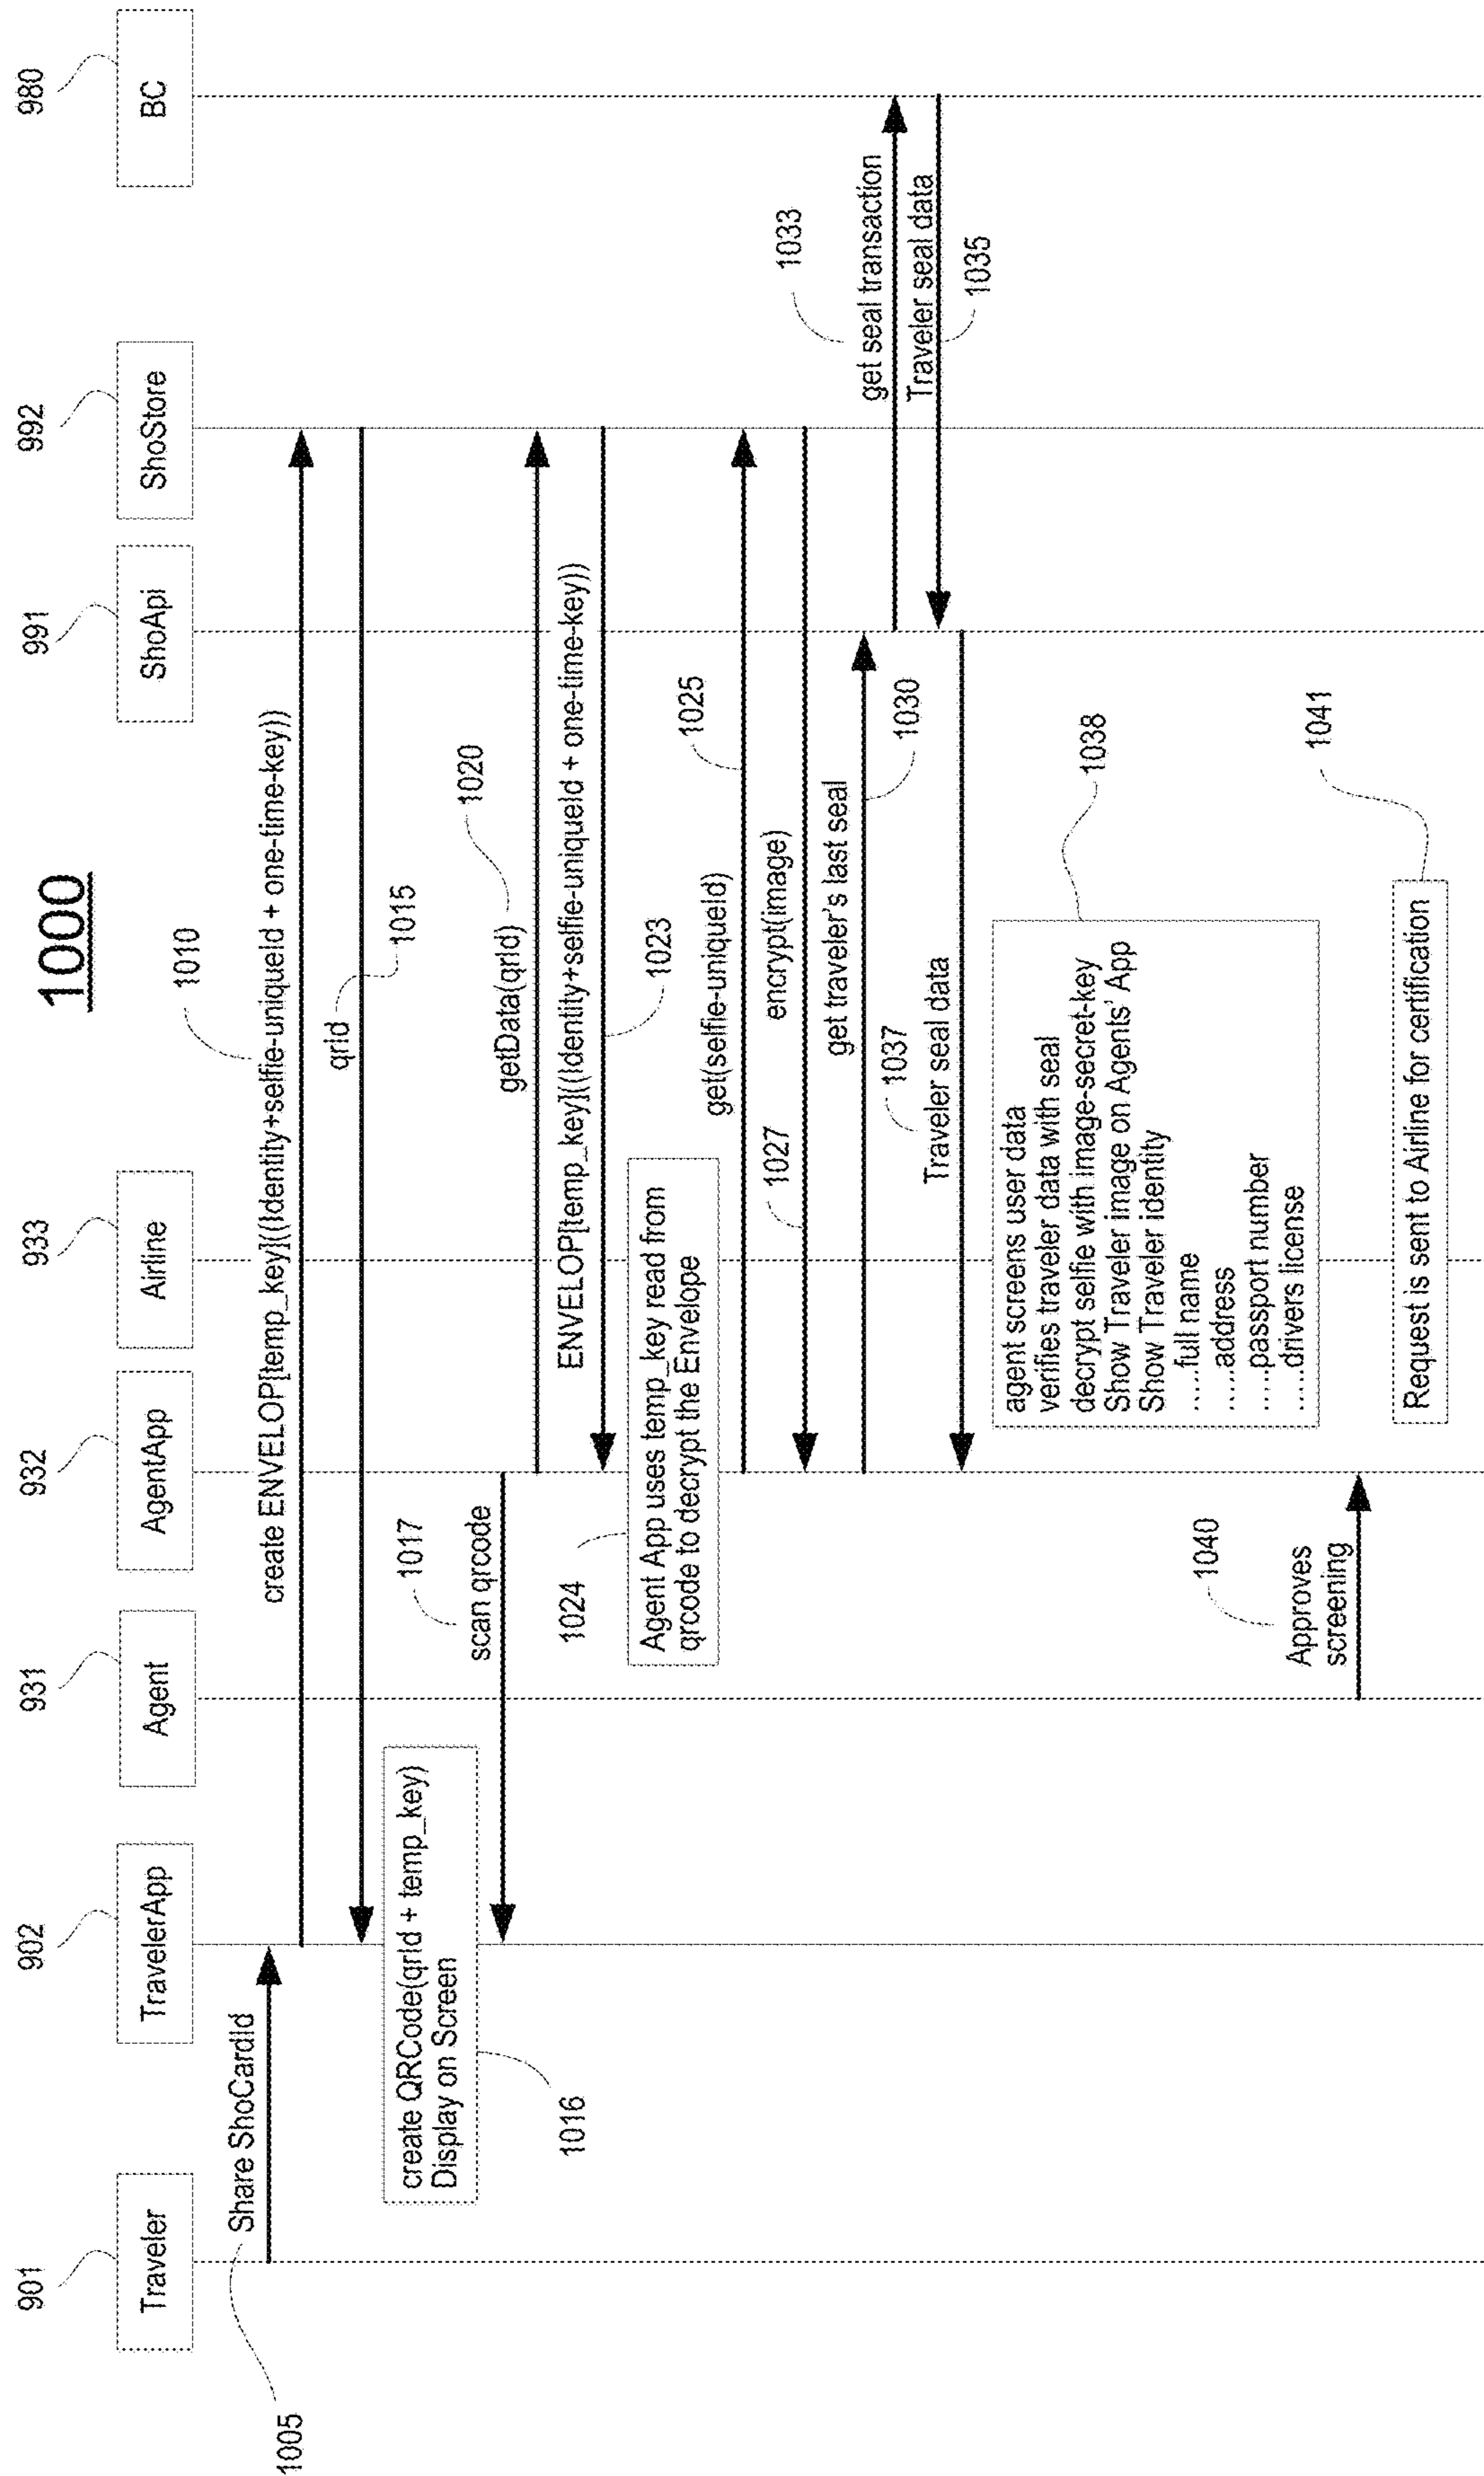 1000
901
902
931
932
933
991
992
980
Traveler
TravelerApp
Agent
AgentApp
Airline
ShoApi
ShoStore
BC
1005
Share ShoCardId
1010
create ENVELOP[temp_key]((Identity+selfie-uniqueId + one-time-key))
qrId
1015
create QRCode(qrId + temp_key)
Display on Screen
1016
1017
scan qrcode
1020
getData(qrId)
ENVELOP[temp_key]((Identity+selfie-uniqueId + one-time-key))
1023
1024
Agent App uses temp_key read from
qrcode to decrypt the Envelope
get(selfie-uniqueId)
1025
1027
encrypt(image)
get traveler's last seal
1030
1033
get seal transaction
Traveler seal data
1035
1037
Traveler seal data
agent screens user data
verifies traveler data with seal
decrypt selfie with image-secret-key
Show Traveler image on Agents' App
Show Traveler identity
.....full name
.....address
.....passport number
.....drivers license
1038
1040
Approves
screening
Request is sent to Airline for certification
1041